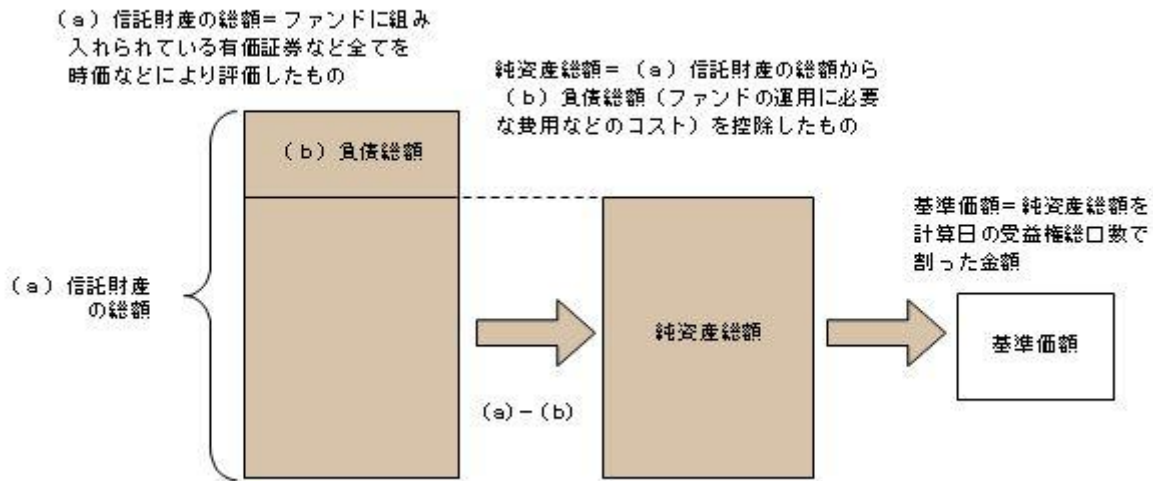 (a)信託財産の総額=ファンドに組み
入れられている有価証券など全てを
時価などにより評価したもの
純資産総額=(a)信託財産の総額から
(b)負債総額(ファンドの運用に必要
な費用などのコスト)を控除したもの
(b)負債総額
基準価額=純資産総額を
計算日の受益権総口数で
割った金額
(a)信託財産
の総額
純資産総額
基準価額
(a)-(b)